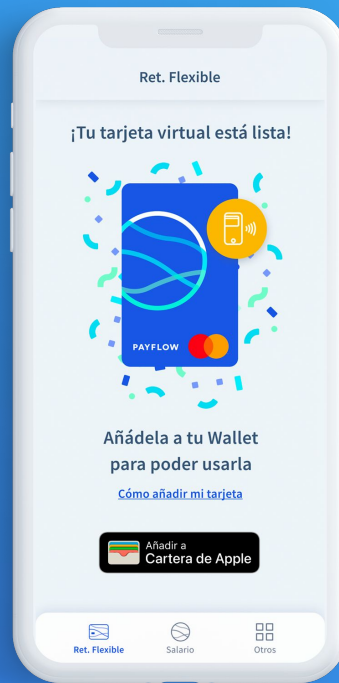 Ret. Flexible
¡Tu tarjeta virtual está lista!
PAYFLOW
Añádela a tu Wallet
para poder usarla
Cómo añadir mi tarjeta
Añadir a
Cartera de Apple
Ret. Flexible
Salario
Otros